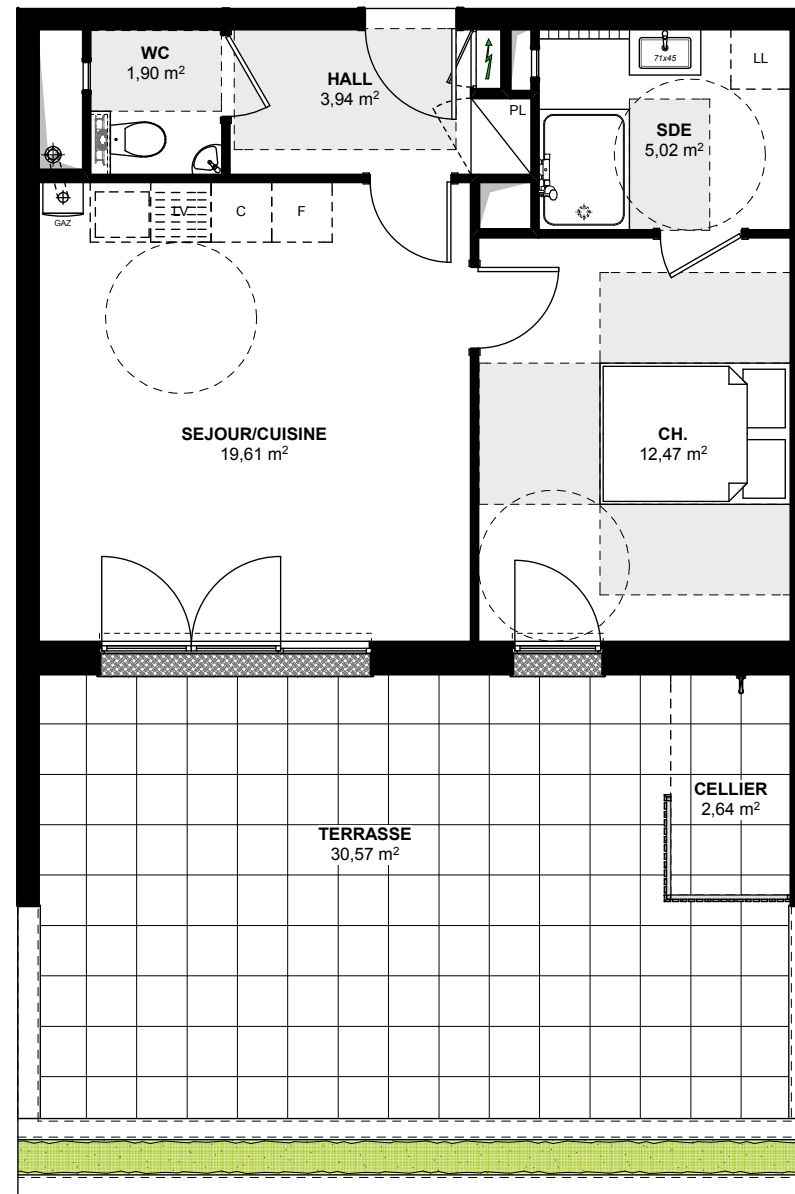 WC
1,90 m²
HALL
3,94 m²
PL
71x45
LL
SDE
5,02 m²
GAZ
LV
C
F
SEJOUR/CUISINE
19,61 m²
CH.
12,47 m²
TERRASSE
30,57 m²
CELLIER
2,64 m²